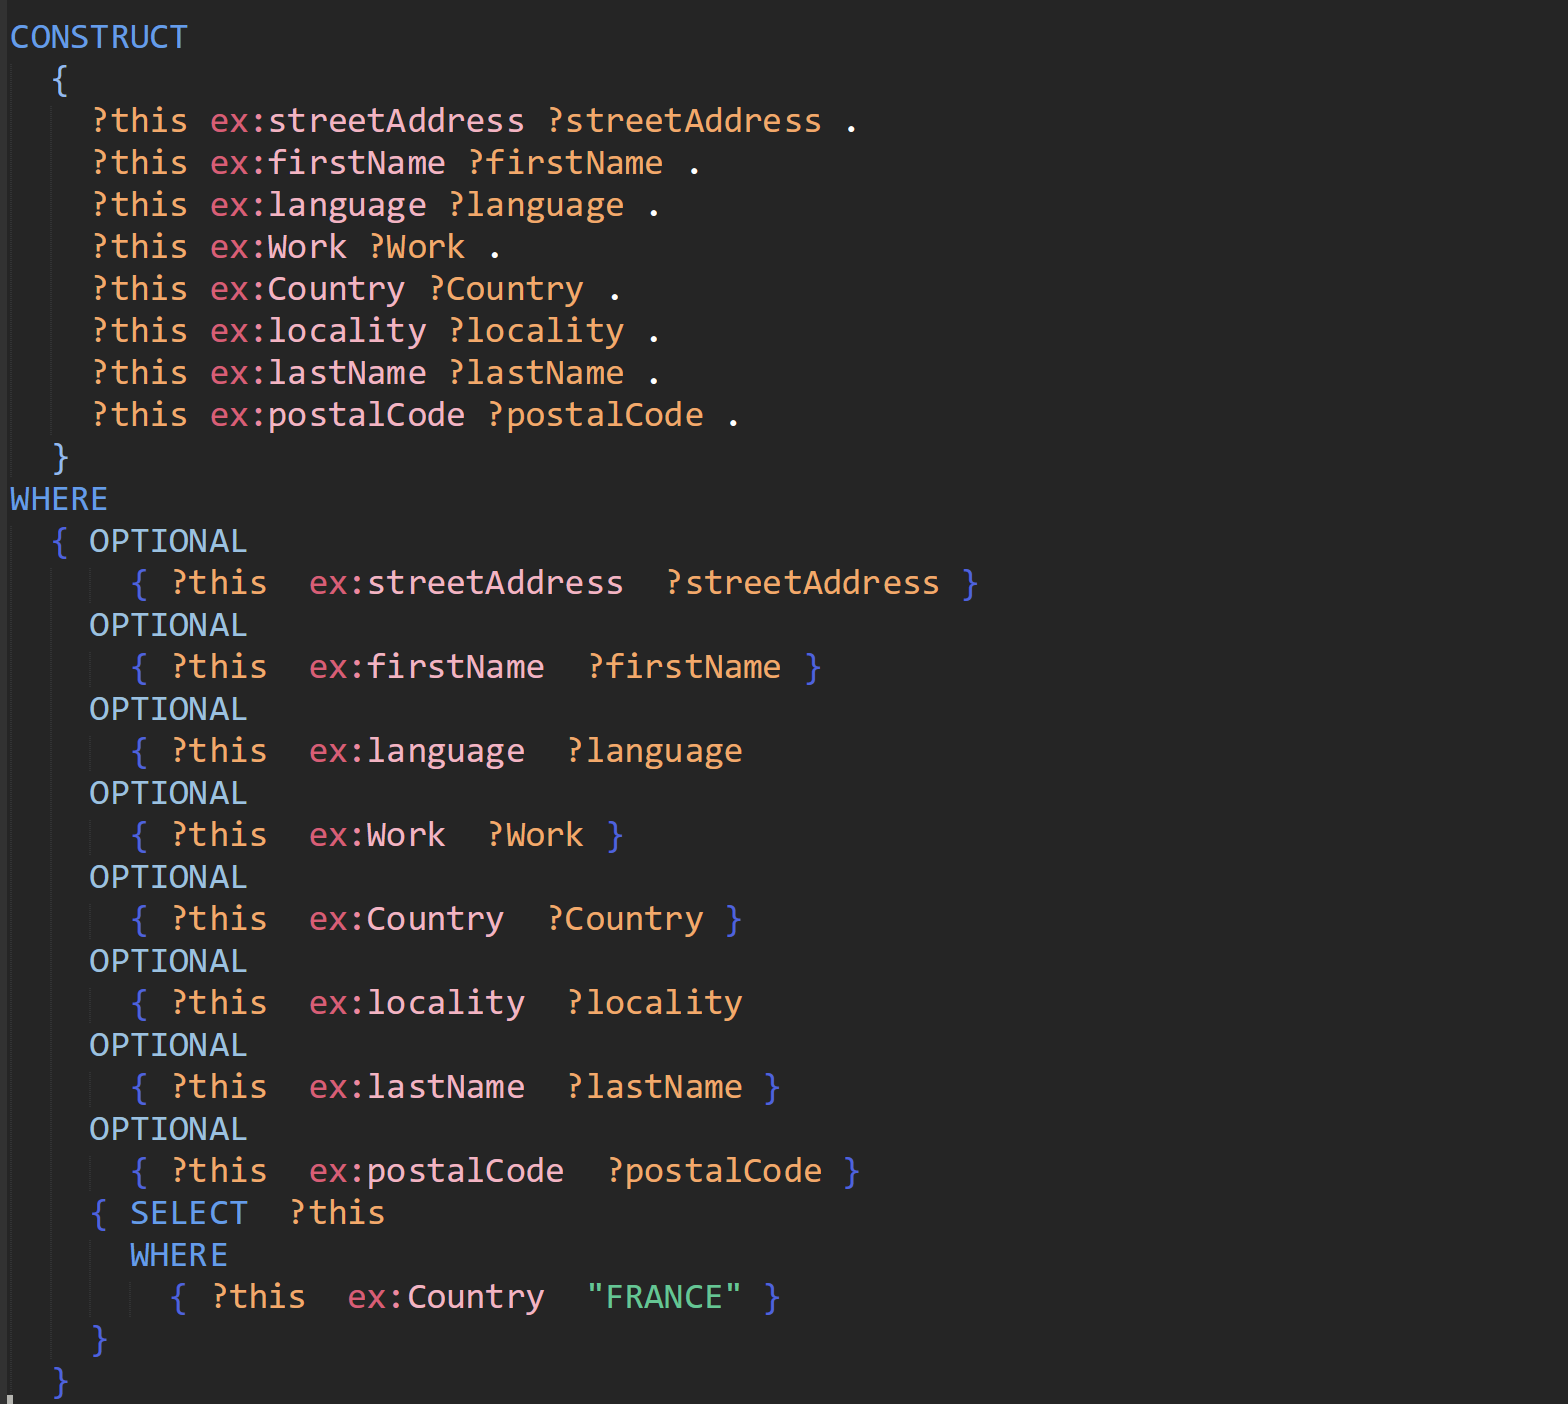 CONSTRUCT
{
?this ex:streetAddress ?streetAddress .
?this ex:firstName ?firstName .
?this ex:language ?language .
?this ex:Work ?Work .
?this ex:Country ?Country .
?this ex:locality ?locality .
?this ex:lastName ?lastName .
?this ex:postalCode ?postalCode .
}
WHERE
{ OPTIONAL
{ ?this  ex:streetAddress  ?streetAddress }
OPTIONAL
{ ?this  ex:firstName  ?firstName }
OPTIONAL
{ ?this  ex:language  ?language
OPTIONAL
{ ?this  ex:Work  ?Work }
OPTIONAL
{ ?this  ex:Country  ?Country }
OPTIONAL
{ ?this  ex:locality  ?locality
OPTIONAL
{ ?this  ex:lastName  ?lastName }
OPTIONAL
{ ?this  ex:postalCode  ?postalCode }
{ SELECT  ?this
WHERE
{ ?this  ex:Country  "FRANCE" }
}
}